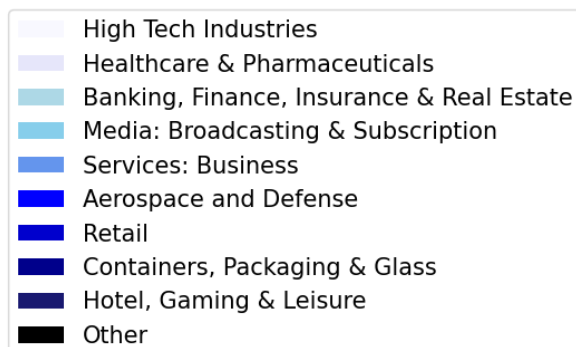 High Tech Industries
Healthcare & Pharmaceuticals
Banking, Finance, Insurance & Real Estate
Media: Broadcasting & Subscription
Services: Business
Aerospace and Defense
Retail
Containers, Packaging & Glass
Hotel, Gaming & Leisure
Other